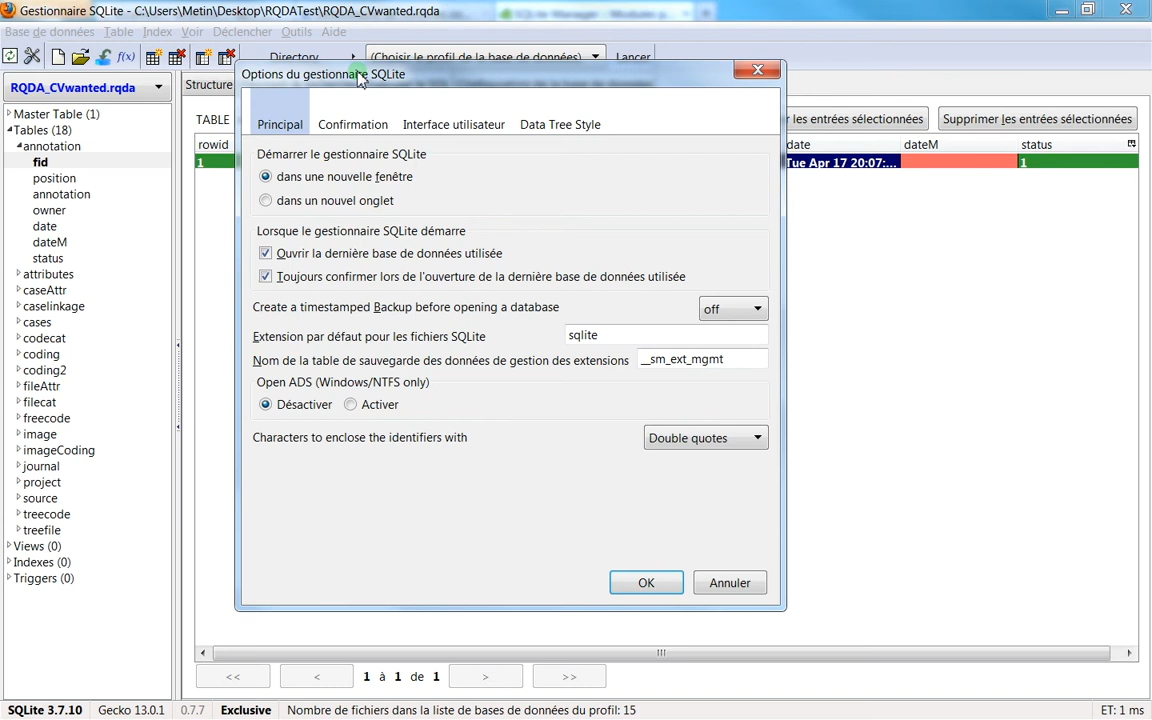 Gestionnaire SQLite - C:\Users\Metin\Desktop\RQDATest\RQDA_CVwanted.rqda
Base de données Table Index Voir Déclencher Outils Aide
f(x) Directory (Choisir le profil de la base de données) Lancer
RQDA_CVwanted.rqda
Master Table (1)
Tables (18)
annotation
fid
position
annotation
owner
date
dateM
status
attributes
caseAttr
caselinkage
cases
codecat
coding
coding2
fileAttr
filecat
freecode
image
imageCoding
journal
project
source
treecode
treefile
Views (0)
Indexes (0)
Triggers (0)
Structure
TABLE
les entrées sélectionnées
Supprimer les entrées sélectionnées
rowid date dateM status
1 Tue Apr 17 20:07:... 1
Options du gestionnaire SQLite
Principal Confirmation Interface utilisateur Data Tree Style
Démarrer le gestionnaire SQLite
dans une nouvelle fenêtre
dans un nouvel onglet
Lorsque le gestionnaire SQLite démarre
Ouvrir la dernière base de données utilisée
Toujours confirmer lors de l'ouverture de la dernière base de données utilisée
Create a timestamped Backup before opening a database off
Extension par défaut pour les fichiers SQLite sqlite
Nom de la table de sauvegarde des données de gestion des extensions __sm_ext_mgmt
Open ADS (Windows/NTFS only)
Désactiver Activer
Characters to enclose the identifiers with Double quotes
OK Annuler
<< < 1 à 1 de 1 > >>
SQLite 3.7.10 Gecko 13.0.1 0.7.7 Exclusive Nombre de fichiers dans la liste de bases de données du profil: 15 ET: 1 ms